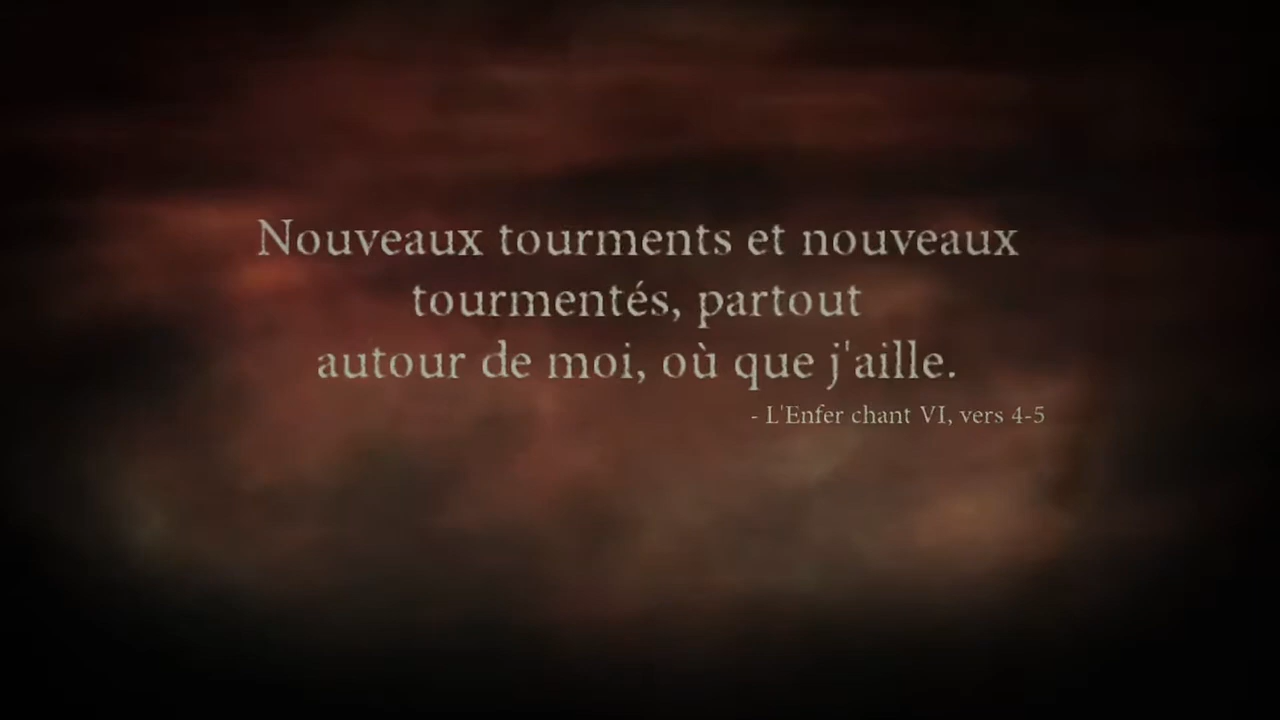 Nouveaux tourments et nouveaux
tourmentés, partout
autour de moi, où que j'aille.
- L'Enfer chant VI, vers 4-5